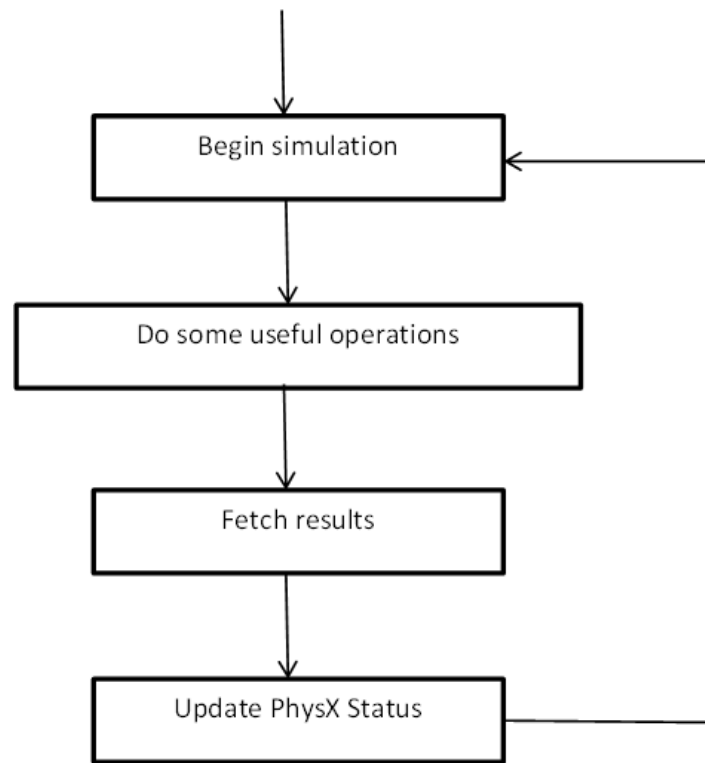 Begin simulation
Do some useful operations
Fetch results
Update PhysX Status